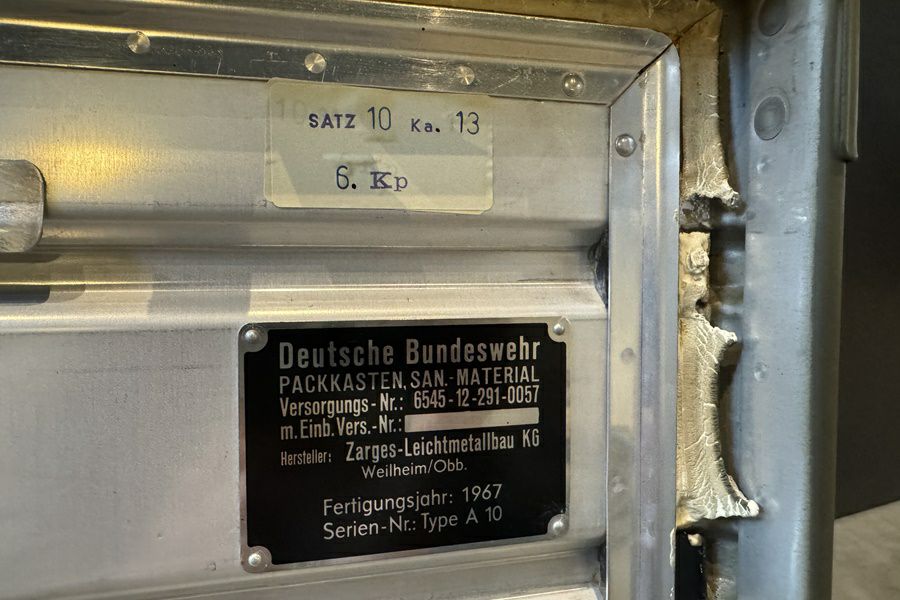 SATZ 10 Ka. 13
6. Kp
Deutsche Bundeswehr
PACKKASTEN, SAN.-MATERIAL
Versorgungs-Nr.: 6545-12-291-0057
m. Einb. Vers.-Nr.:
Hersteller: Zarges-Leichtmetallbau KG
Weilheim/Obb.
Fertigungsjahr: 1967
Serien-Nr.: Type A 10